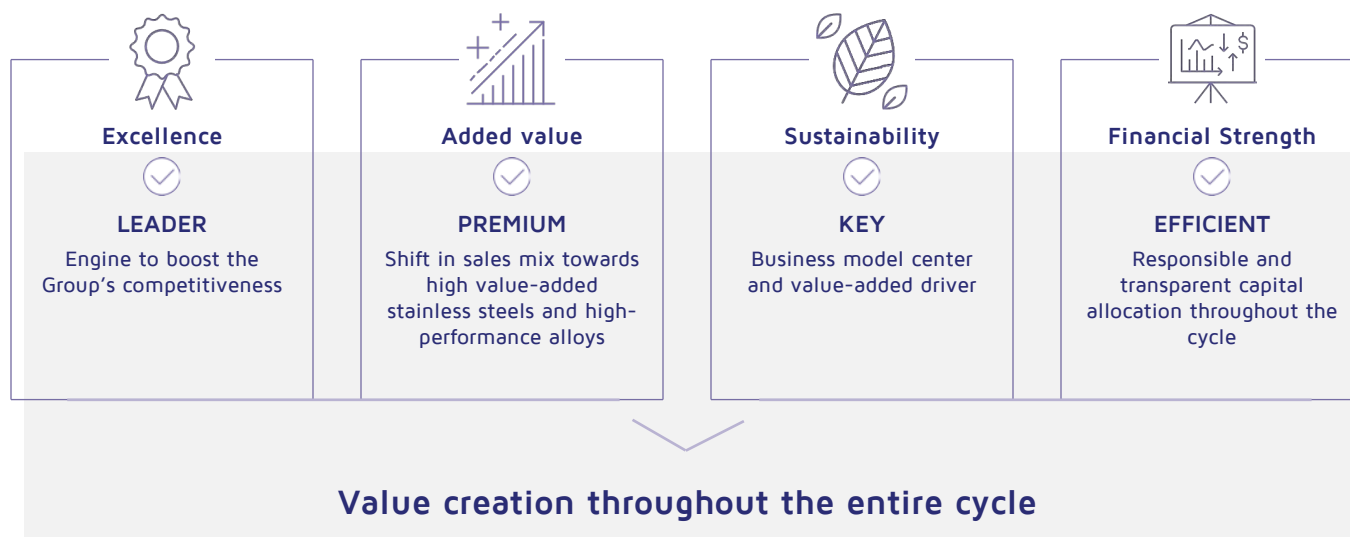 Excellence
LEADER
Engine to boost the
Group's competitiveness
Added value
PREMIUM
Shift in sales mix towards
high value-added
stainless steels and high-
performance alloys
Sustainability
KEY
Business model center
and value-added driver
$
Financial Strength
EFFICIENT
Responsible and
transparent capital
allocation throughout the
cycle
Value creation throughout the entire cycle